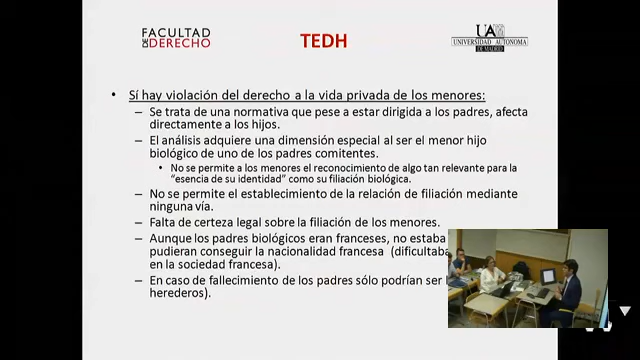 FACULTAD
DE DERECHO
TEDH
UA
UNIVERSIDAD AUTONOMA
DE MADRID
• Sí hay violación del derecho a la vida privada de los menores:
– Se trata de una normativa que pese a estar dirigida a los padres, afecta
directamente a los hijos.
– El análisis adquiere una dimensión especial al ser el menor hijo
biológico de uno de los padres comitentes.
• No se permite a los menores el reconocimiento de algo tan relevante para la
"esencia de su identidad" como su filiación biológica.
– No se permite el establecimiento de la relación de filiación mediante
ninguna vía.
– Falta de certeza legal sobre la filiación de los menores.
– Aunque los padres biológicos eran franceses, no estaba
pudieran conseguir la nacionalidad francesa (dificultaba
en la sociedad francesa).
– En caso de fallecimiento de los padres sólo podrían ser
herederos).